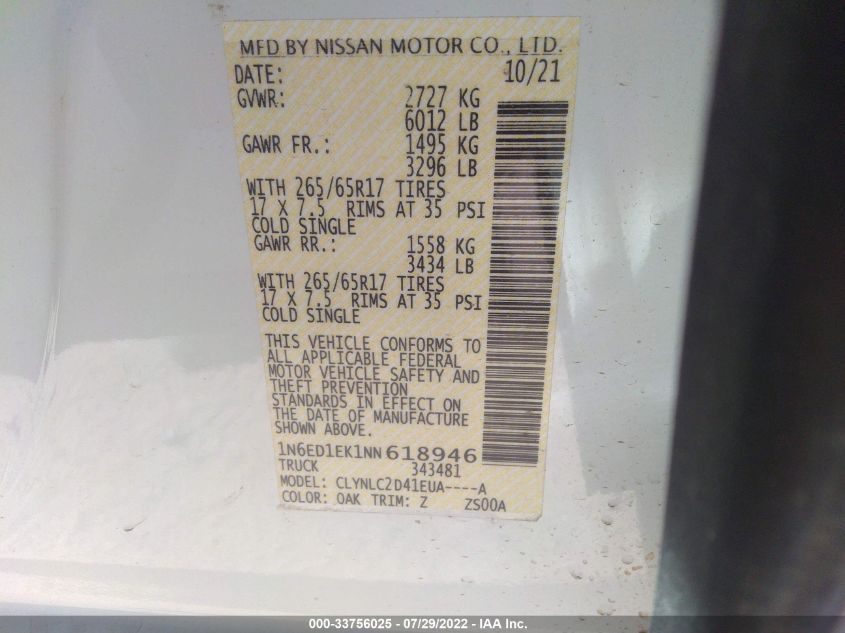 MFD BY NISSAN MOTOR CO., LTD.
DATE: 10/21
GVWR: 2727 KG
6012 LB
GAWR FR.: 1495 KG
3296 LB
WITH 265/65R17 TIRES
17 X 7.5 RIMS AT 35 PSI
COLD SINGLE
GAWR RR.: 1558 KG
3434 LB
WITH 265/65R17 TIRES
17 X 7.5 RIMS AT 35 PSI
COLD SINGLE
THIS VEHICLE CONFORMS TO
ALL APPLICABLE FEDERAL
MOTOR VEHICLE SAFETY AND
THEFT PREVENTION
STANDARDS IN EFFECT ON
THE DATE OF MANUFACTURE
SHOWN ABOVE.
1N6ED1EK1NN618946
TRUCK 343481
MODEL: CLYNLC2D41EUA----A
COLOR: QAK TRIM: Z ZS00A
000-33756025 - 07/29/2022 - IAA Inc.